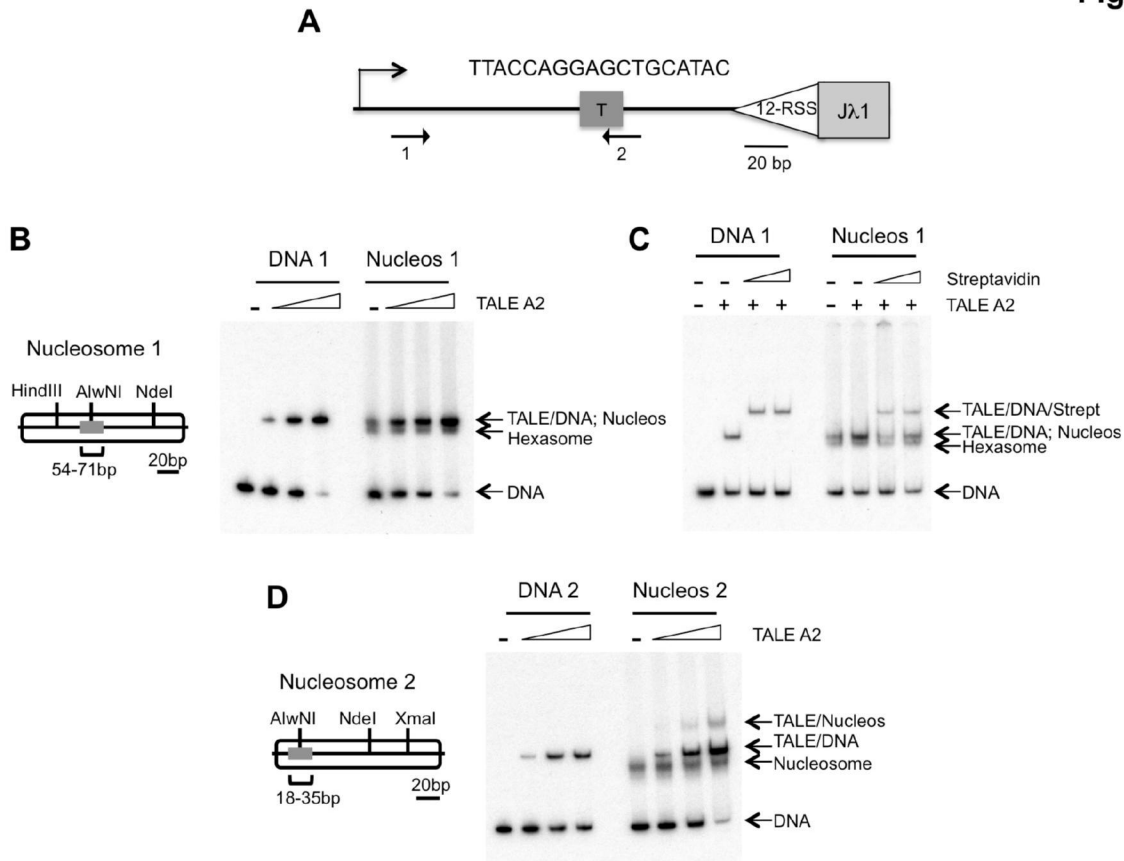 Fig
A
TTACCAGGAGCTGCATAC
T
12-RSS
Jλ1
1
2
20 bp
B
DNA 1 Nucleos 1
- TALE A2
Nucleosome 1
HindIII AlwNI NdeI
54-71bp
20bp
TALE/DNA; Nucleos
Hexasome
DNA
C
DNA 1 Nucleos 1
- - - - Streptavidin
- + + + - + + + TALE A2
TALE/DNA/Strept
TALE/DNA; Nucleos
Hexasome
DNA
D
DNA 2 Nucleos 2
- - TALE A2
Nucleosome 2
AlwNI NdeI XmaI
18-35bp
20bp
TALE/Nucleos
TALE/DNA
Nucleosome
DNA